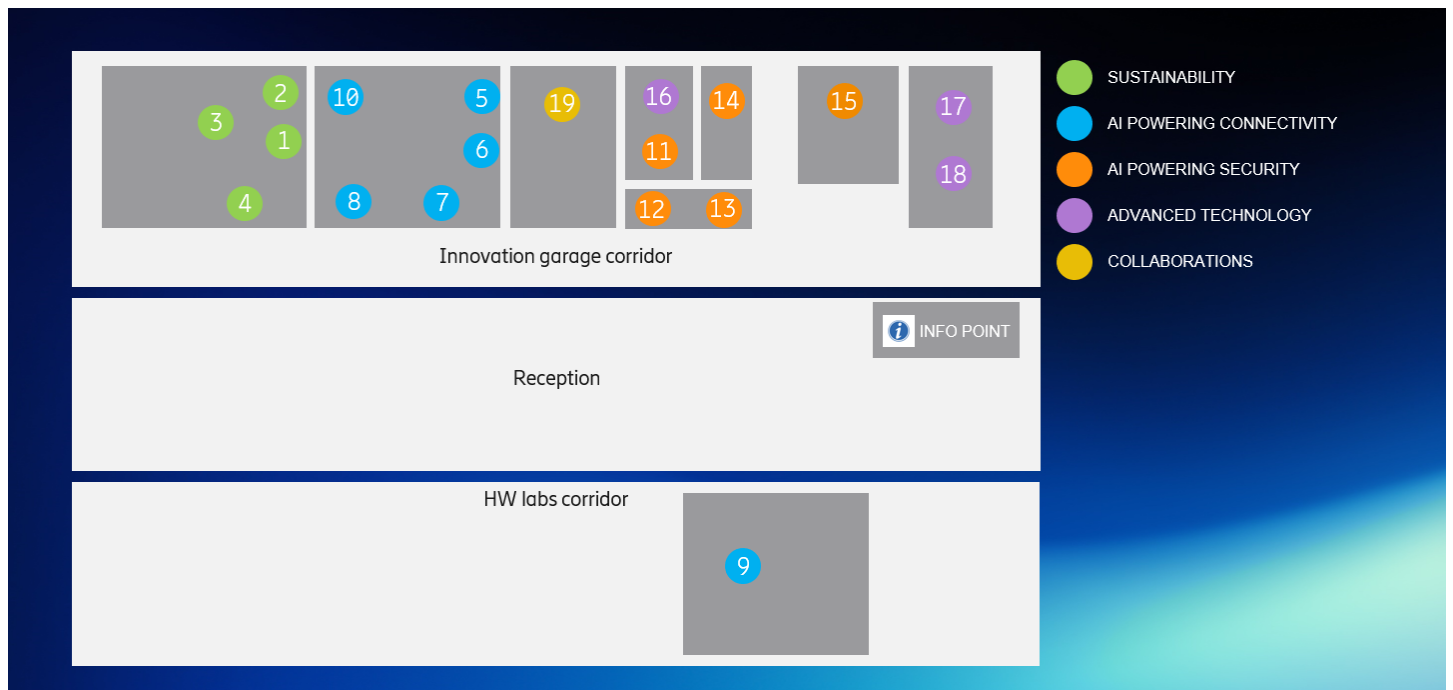 2
10
5
19
16
14
15
17
3
1
6
11
18
4
8
7
12
13
Innovation garage corridor
SUSTAINABILITY
AI POWERING CONNECTIVITY
AI POWERING SECURITY
ADVANCED TECHNOLOGY
COLLABORATIONS
i INFO POINT
Reception
HW labs corridor
9